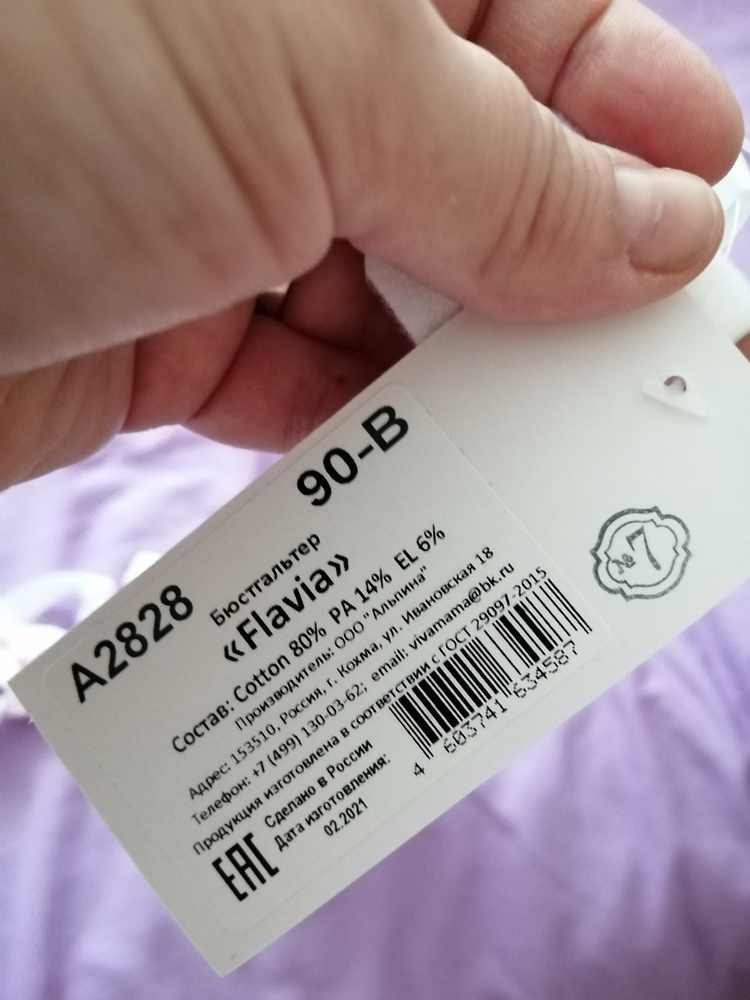 90-B
A2828
Бюстгальтер
«Flavia»
Состав: Cotton 80% PA 14% EL 6%
Производитель: ООО "Альпина"
Адрес: 153510, Россия, г. Кохма, ул. Ивановская 18
Телефон: +7 (499) 130-03-62; email: vivamama@bk.ru
Продукция изготовлена в соответствии с ГОСТ 29097-2015
EAC
Сделано в России
Дата изготовления:
02.2021
4 603741 634587
№ 7